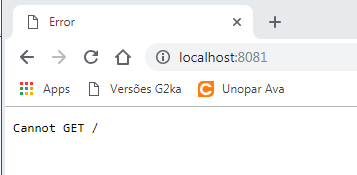 Error
localhost:8081
Apps Versões G2ka C Unopar Ava
Cannot GET /